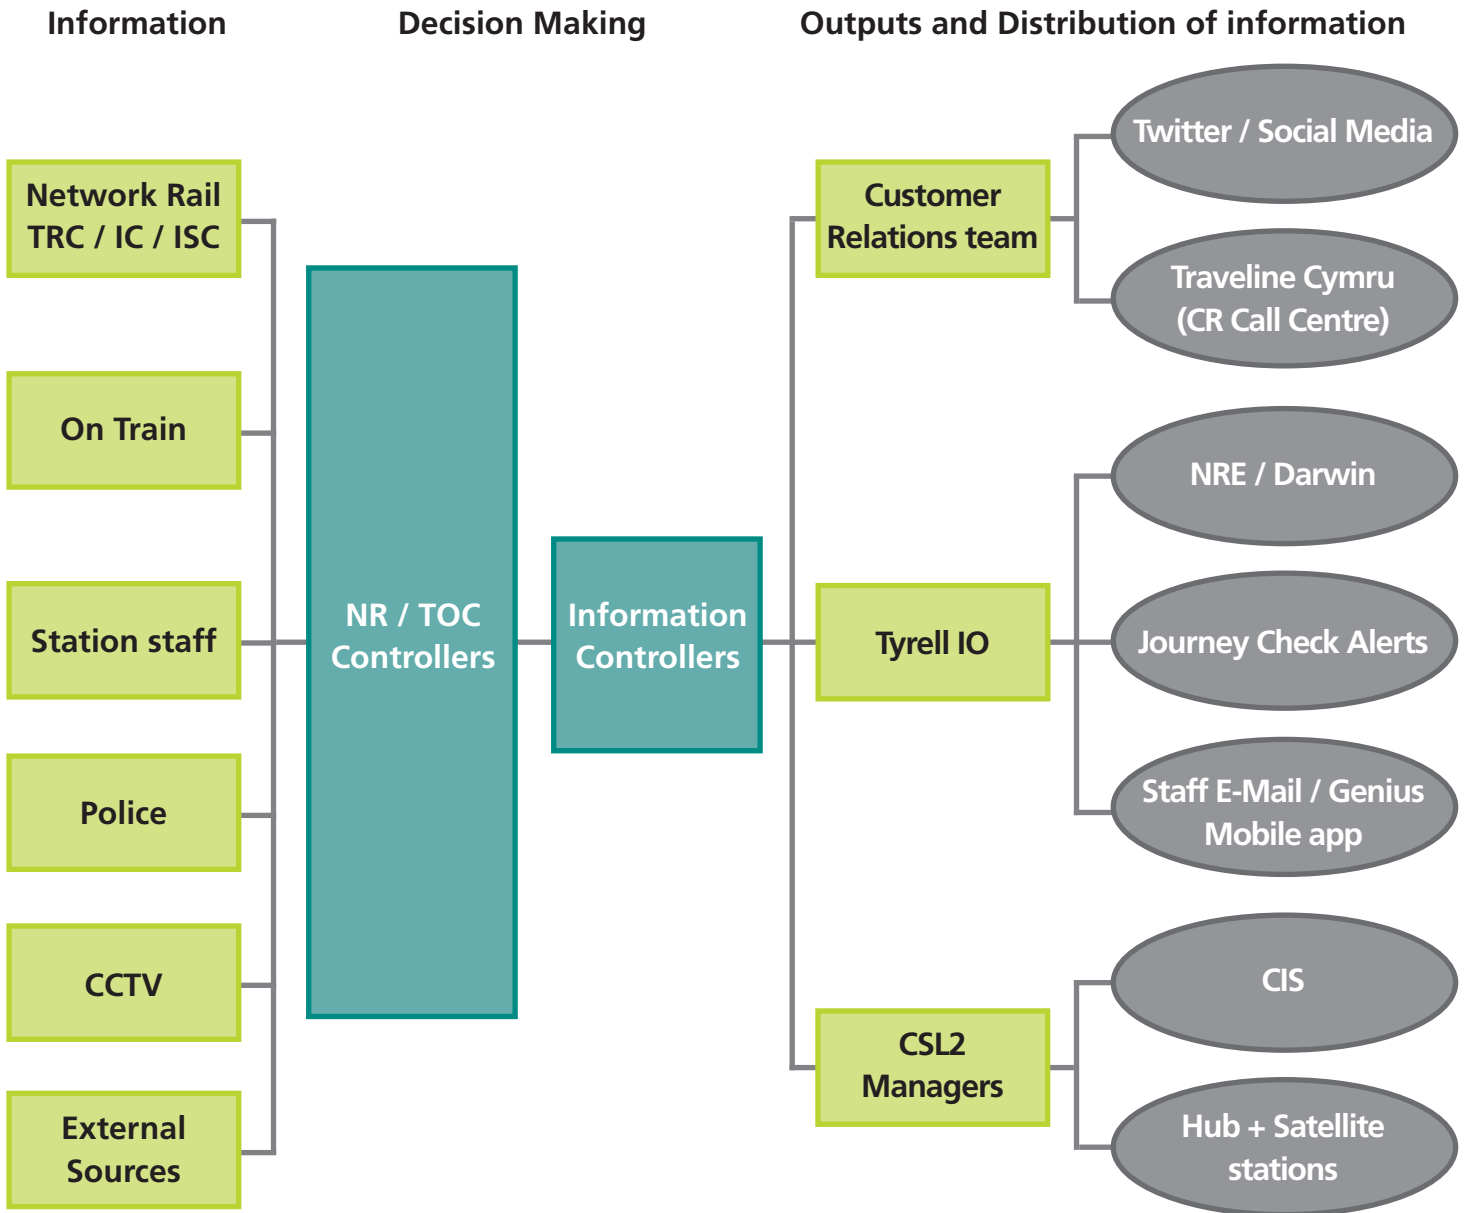 Information
Decision Making
Outputs and Distribution of information
Network Rail
TRC / IC / ISC
On Train
Station staff
Police
CCTV
External
Sources
NR / TOC
Controllers
Information
Controllers
Customer
Relations team
Tyrell IO
CSL2
Managers
Twitter / Social Media
Traveline Cymru
(CR Call Centre)
NRE / Darwin
Journey Check Alerts
Staff E-Mail / Genius
Mobile app
CIS
Hub + Satellite
stations